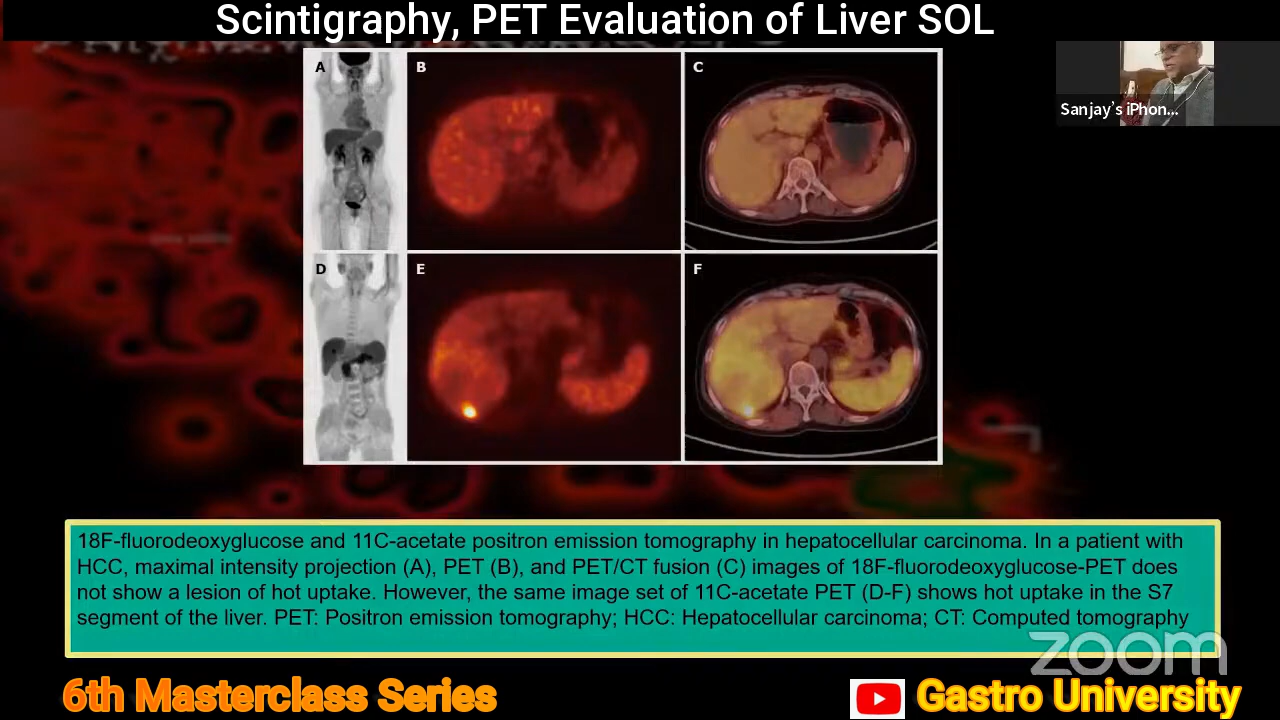 Scintigraphy, PET Evaluation of Liver SOL
A
B
C
Sanjay's iPhon...
D
E
F
18F-fluorodeoxyglucose and 11C-acetate positron emission tomography in hepatocellular carcinoma. In a patient with
HCC, maximal intensity projection (A), PET (B), and PET/CT fusion (C) images of 18F-fluorodeoxyglucose-PET does
not show a lesion of hot uptake. However, the same image set of 11C-acetate PET (D-F) shows hot uptake in the S7
segment of the liver. PET: Positron emission tomography; HCC: Hepatocellular carcinoma; CT: Computed tomography
zoom
6th Masterclass Series
Gastro University